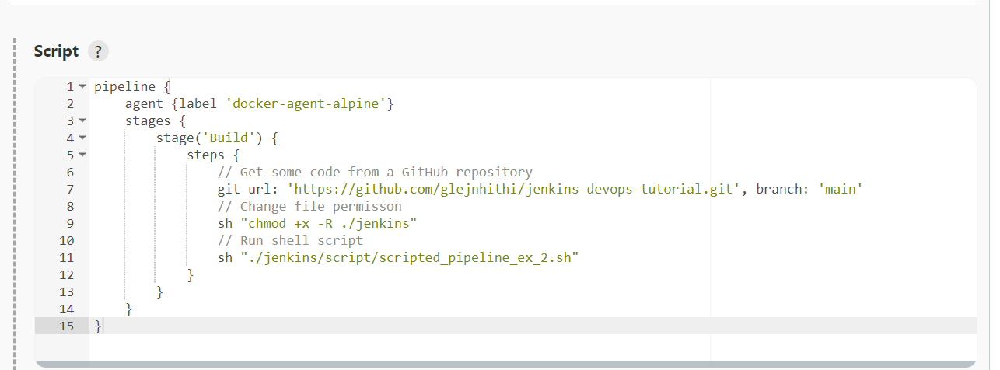 Script ?
1 pipeline {
2     agent {label 'docker-agent-alpine'}
3     stages {
4         stage('Build') {
5             steps {
6                 // Get some code from a GitHub repository
7                 git url: 'https://github.com/glejnhithi/jenkins-devops-tutorial.git', branch: 'main'
8                 // Change file permisson
9                 sh "chmod +x -R ./jenkins"
10                 // Run shell script
11                 sh "./jenkins/script/scripted_pipeline_ex_2.sh"
12             }
13         }
14     }
15 }